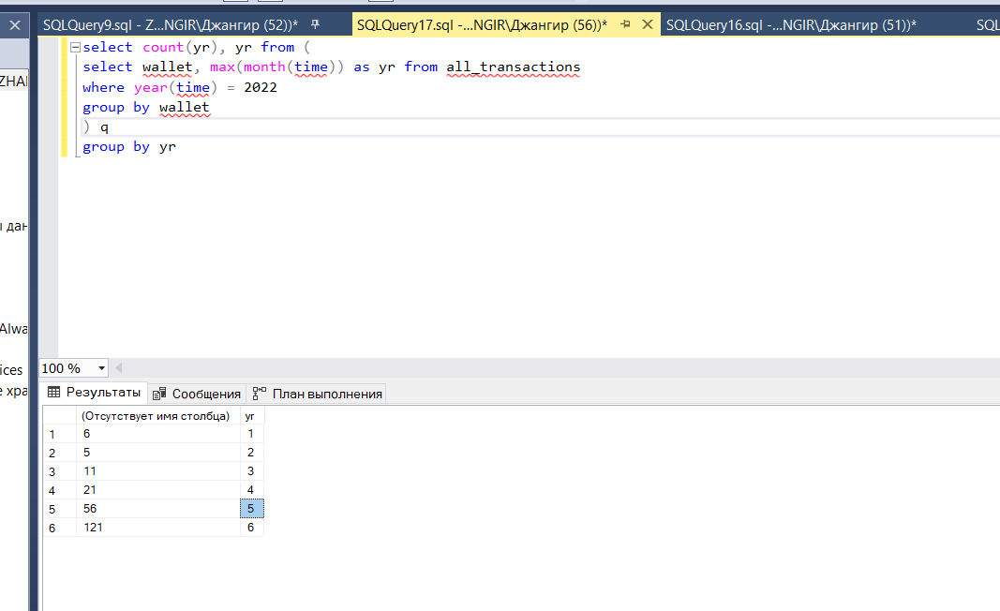 SQLQuery9.sql - Z...NGIR\Джангир (52))*
SQLQuery17.sql -...NGIR\Джангир (56))*
SQLQuery16.sql -...NGIR\Джангир (51))*
SQL
select count(yr), yr from (
select wallet, max(month(time)) as yr from all_transactions
where year(time) = 2022
group by wallet
) q
group by yr
ZHAI
ы дан
Alwa
ices
е хра
100 %
Результаты
Сообщения
План выполнения
(Отсутствует имя столбца) yr
1 6 1
2 5 2
3 11 3
4 21 4
5 56 5
6 121 6